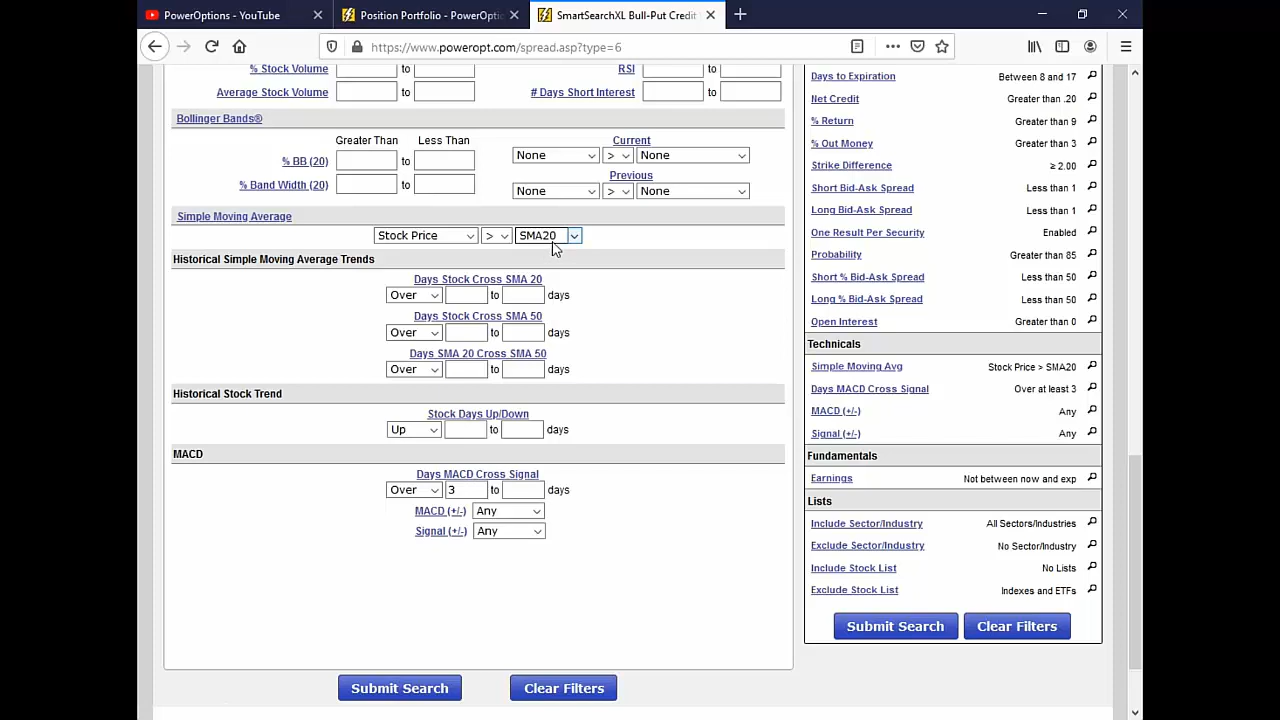 PowerOptions - YouTube
Position Portfolio - PowerOptio
SmartSearchXL Bull-Put Credit
https://www.poweropt.com/spread.asp?type=6
% Stock Volume to RSI to
Average Stock Volume to # Days Short Interest to
Bollinger Bands®
Greater Than Less Than Current
% BB (20) to None > None
Previous
% Band Width (20) to None > None
Simple Moving Average
Stock Price > SMA20
Historical Simple Moving Average Trends
Days Stock Cross SMA 20
Over to days
Days Stock Cross SMA 50
Over to days
Days SMA 20 Cross SMA 50
Over to days
Historical Stock Trend
Stock Days Up/Down
Up to days
MACD
Days MACD Cross Signal
Over 3 to days
MACD (+/-) Any
Signal (+/-) Any
Submit Search Clear Filters
Days to Expiration Between 8 and 17
Net Credit Greater than .20
% Return Greater than 9
% Out Money Greater than 3
Strike Difference ≥ 2.00
Short Bid-Ask Spread Less than 1
Long Bid-Ask Spread Less than 1
One Result Per Security Enabled
Probability Greater than 85
Short % Bid-Ask Spread Less than 50
Long % Bid-Ask Spread Less than 50
Open Interest Greater than 0
Technicals
Simple Moving Avg Stock Price > SMA20
Days MACD Cross Signal Over at least 3
MACD (+/-) Any
Signal (+/-) Any
Fundamentals
Earnings Not between now and exp
Lists
Include Sector/Industry All Sectors/Industries
Exclude Sector/Industry No Sector/Industry
Include Stock List No Lists
Exclude Stock List Indexes and ETFs
Submit Search Clear Filters